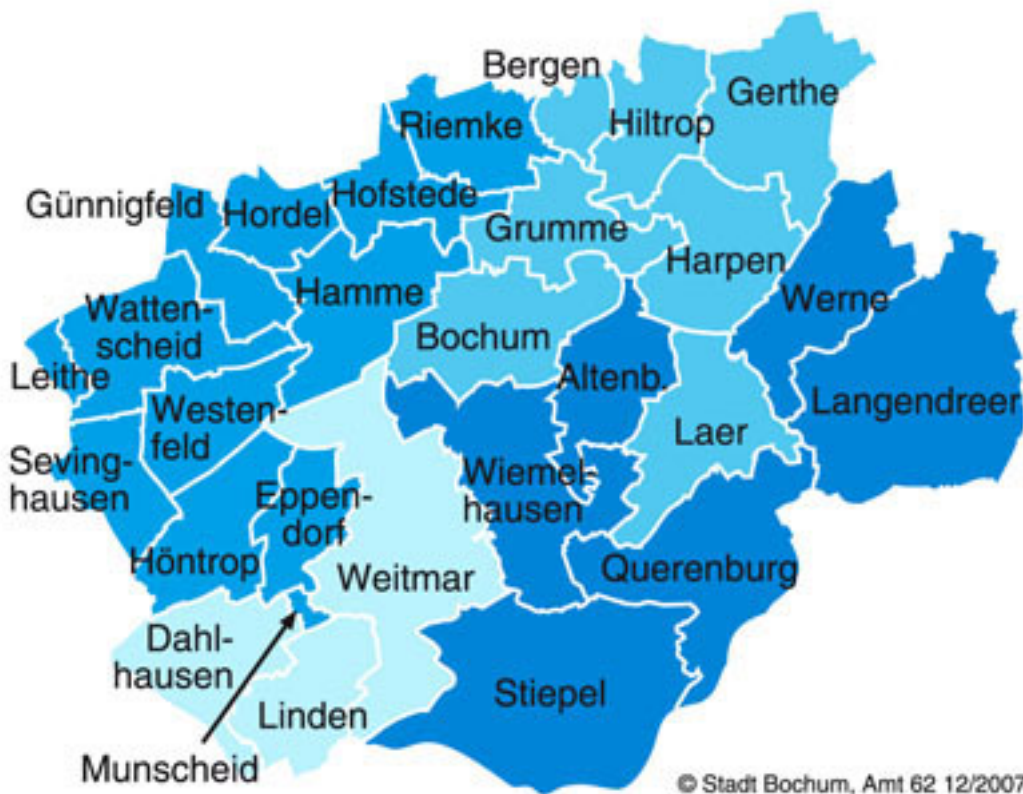 Bergen
Gerthe
Riemke
Hiltrop
Günnigfeld
Hordel
Hofstede
Grumme
Harpen
Hamme
Werne
Watten-
scheid
Bochum
Leithe
Altenb.
Langendreer
Westen-
feld
Laer
Seving-
hausen
Wiemel-
hausen
Eppen-
dorf
Höntrop
Weitmar
Querenburg
Dahl-
hausen
Stiepel
Linden
Munscheid
© Stadt Bochum, Amt 62 12/2007